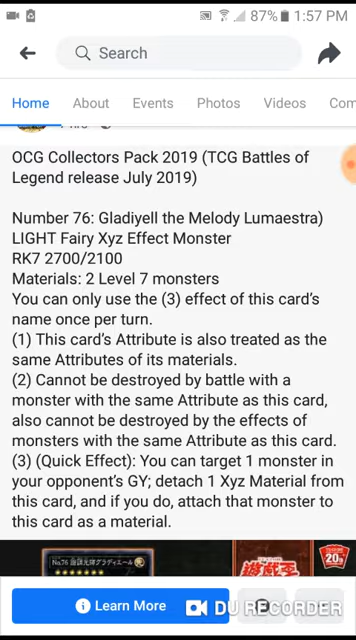 87% 1:57 PM
Search
Home About Events Photos Videos Com
OCG Collectors Pack 2019 (TCG Battles of
Legend release July 2019)
Number 76: Gladiyell the Melody Lumaestra)
LIGHT Fairy Xyz Effect Monster
RK7 2700/2100
Materials: 2 Level 7 monsters
You can only use the (3) effect of this card's
name once per turn.
(1) This card's Attribute is also treated as the
same Attributes of its materials.
(2) Cannot be destroyed by battle with a
monster with the same Attribute as this card,
also cannot be destroyed by the effects of
monsters with the same Attribute as this card.
(3) (Quick Effect): You can target 1 monster in
your opponent's GY; detach 1 Xyz Material from
this card, and if you do, attach that monster to
this card as a material.
Learn More
DU RECORDER